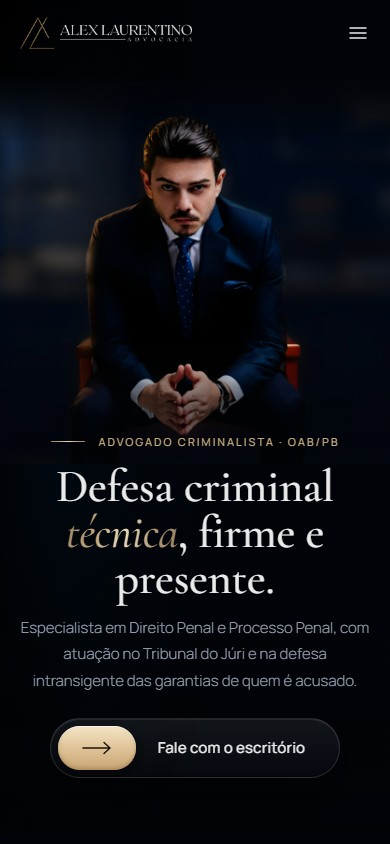 ALEX LAURENTINO
ADVOCACIA
ADVOGADO CRIMINALISTA · OAB/PB
Defesa criminal
técnica, firme e
presente.
Especialista em Direito Penal e Processo Penal, com
atuação no Tribunal do Júri e na defesa
intransigente das garantias de quem é acusado.
Fale com o escritório